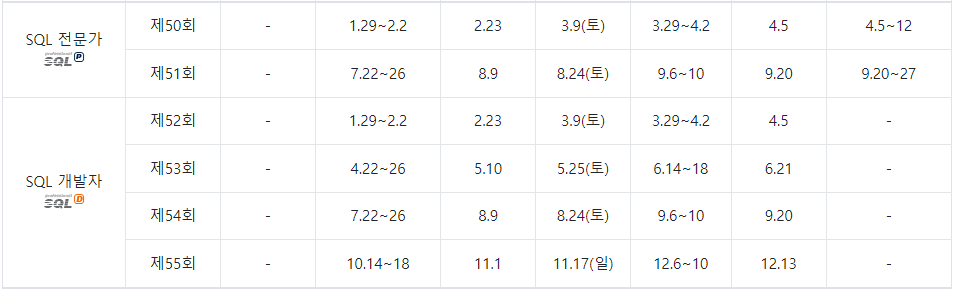 SQL 전문가
professional SQL P
제50회 - 1.29~2.2 2.23 3.9(토) 3.29~4.2 4.5 4.5~12
제51회 - 7.22~26 8.9 8.24(토) 9.6~10 9.20 9.20~27
SQL 개발자
SQL D
제52회 - 1.29~2.2 2.23 3.9(토) 3.29~4.2 4.5 -
제53회 - 4.22~26 5.10 5.25(토) 6.14~18 6.21 -
제54회 - 7.22~26 8.9 8.24(토) 9.6~10 9.20 -
제55회 - 10.14~18 11.1 11.17(일) 12.6~10 12.13 -